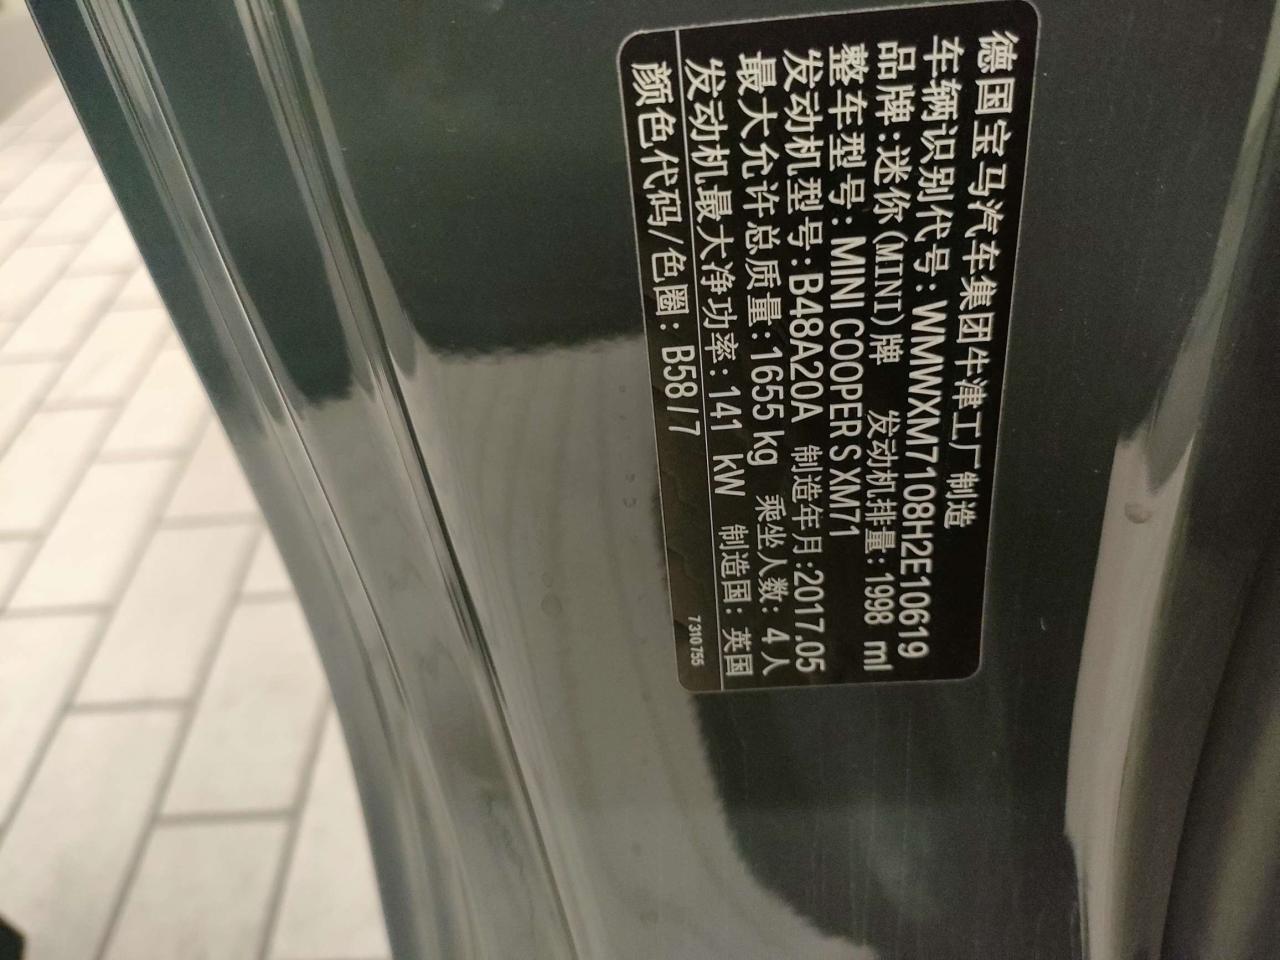 德国宝马汽车集团牛津工厂制造
车辆识别代号:WMWXM7108H2E10619
品牌:迷你(MINI)牌 发动机排量:1998 ml
整车型号:MINI COOPER S XM71
发动机型号:B48A20A 制造年月:2017.05
最大允许总质量:1655 kg 乘坐人数:4人
发动机最大净功率:141 kW 制造国:英国
颜色代码/色圈:B58/7 7 310 755